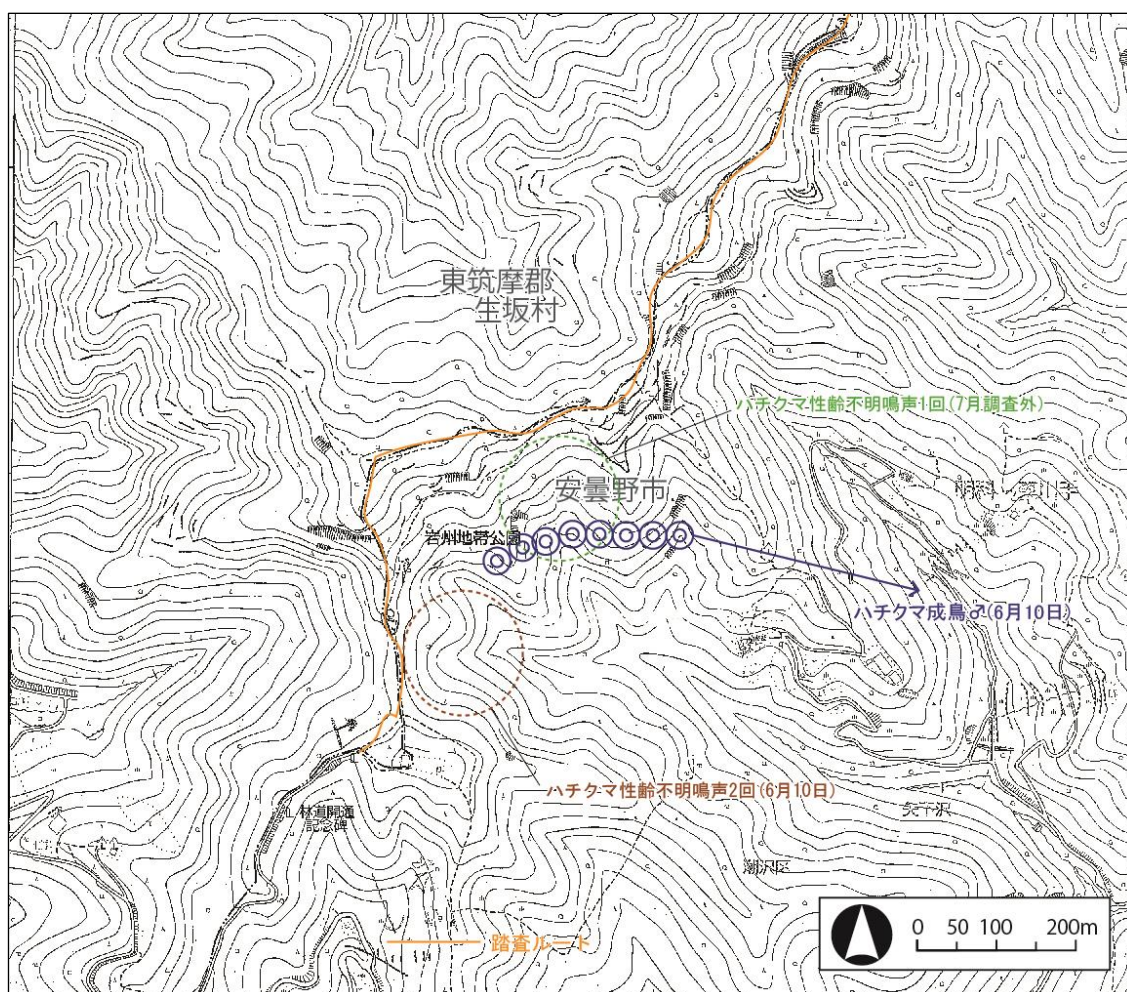 東筑摩郡
生坂村
ハチクマ性齢不明鳴声1回(7月調査外)
安曇野市
岩州地帯公園
ハチクマ成鳥♂(6月10日)
ハチクマ性齢不明鳴声2回(6月10日)
林道開通
記念碑
潮沢区
踏査ルート
0 50 100 200m